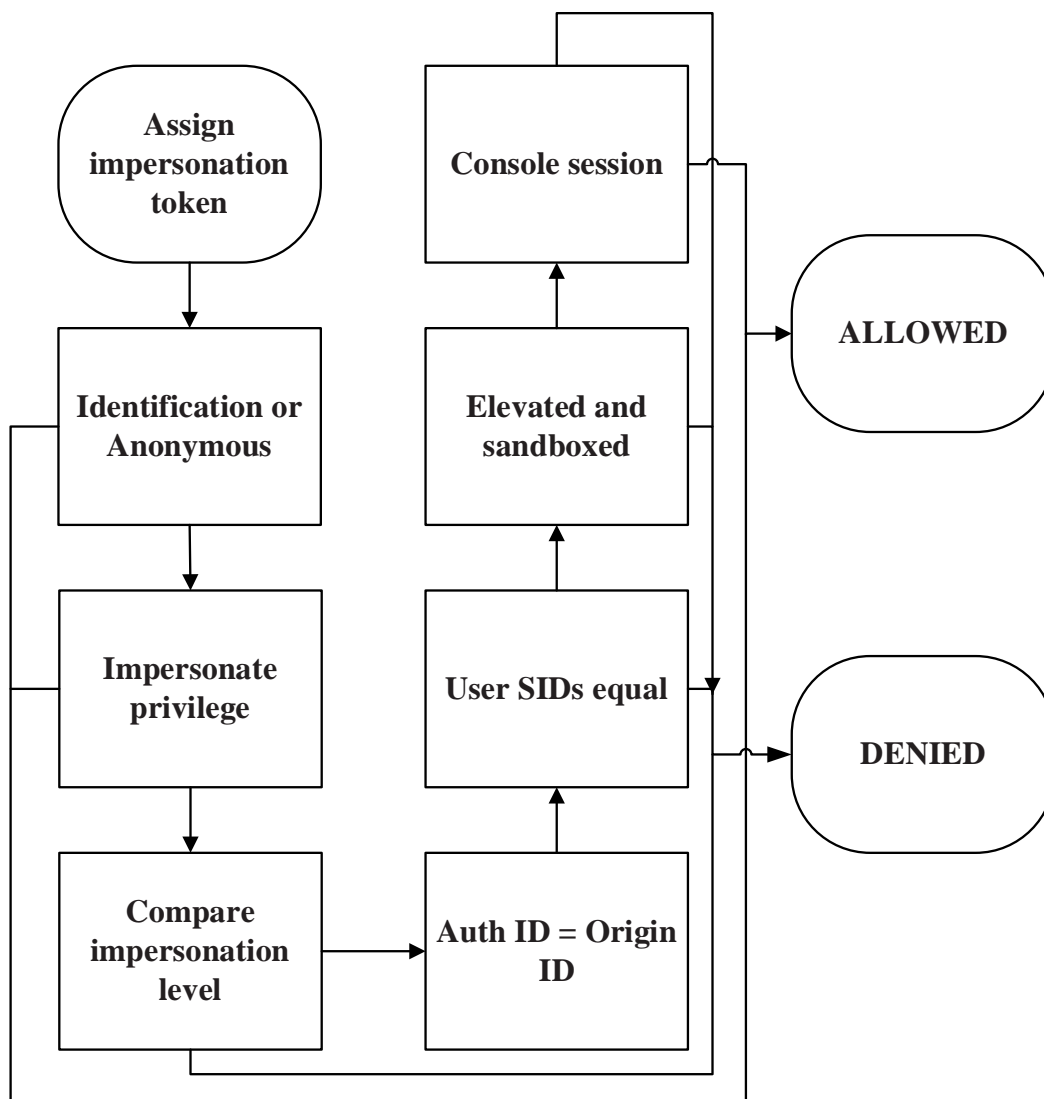 Assign
impersonation
token
Identification or
Anonymous
Impersonate
privilege
Compare
impersonation
level
Console session
Elevated and
sandboxed
User SIDs equal
Auth ID = Origin
ID
ALLOWED
DENIED